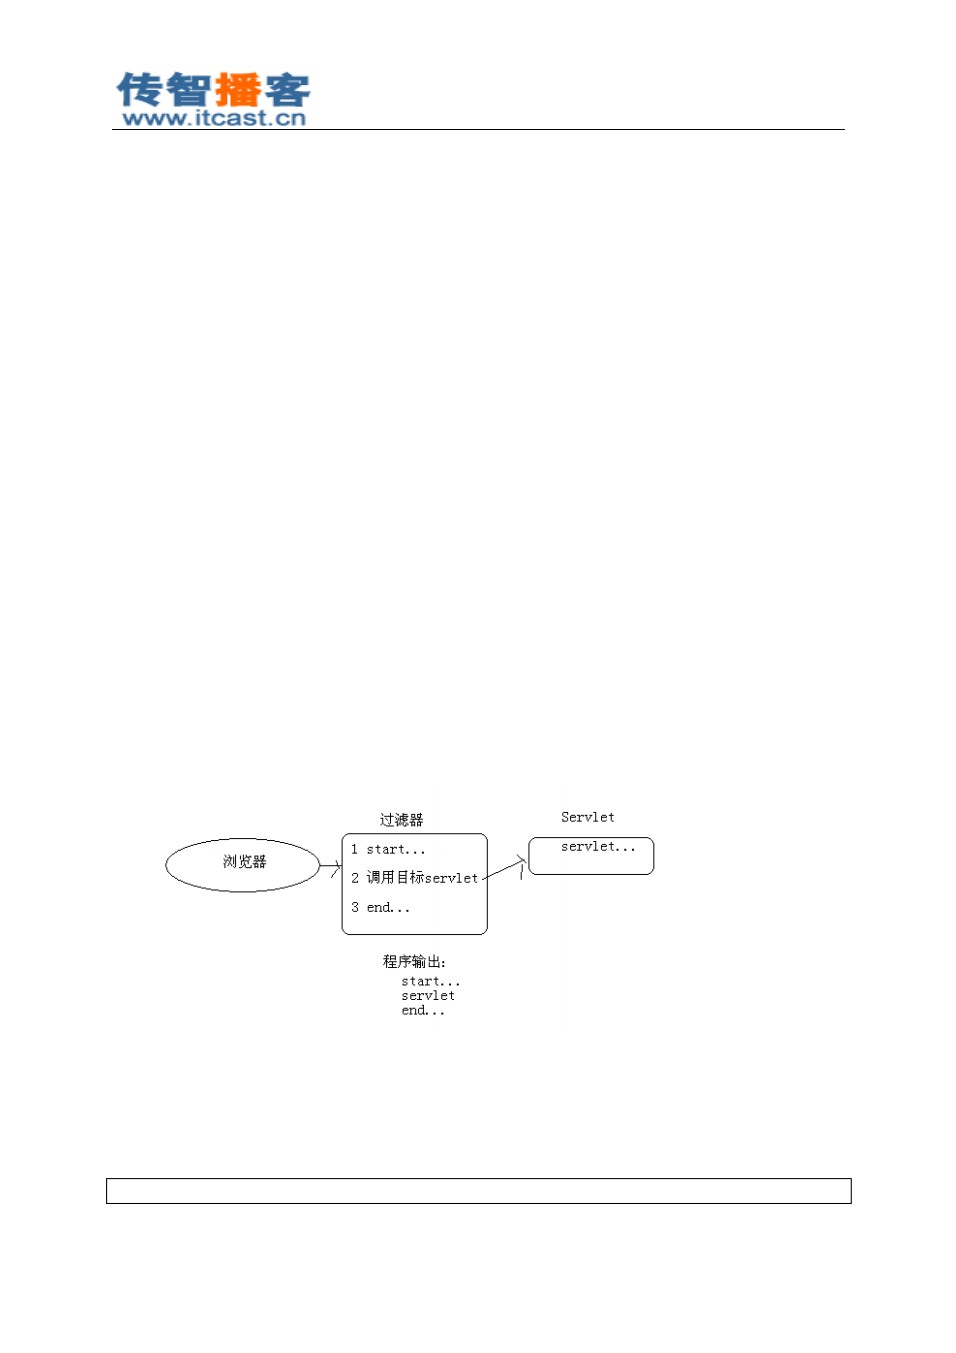 传智播客
www.itcast.cn
过滤器
Servlet
浏览器
1 start...
2 调用目标servlet
3 end...
servlet...
程序输出:
start...
servlet
end...